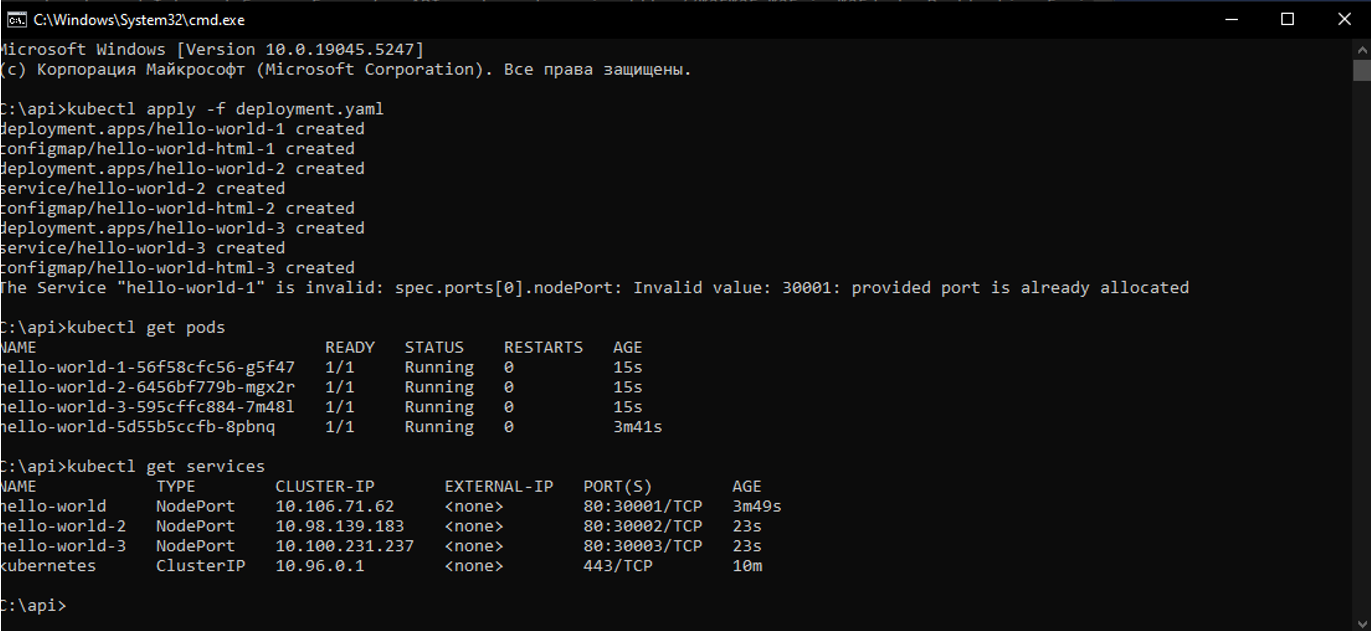 C:\Windows\System32\cmd.exe
Microsoft Windows [Version 10.0.19045.5247]
(c) Корпорация Майкрософт (Microsoft Corporation). Все права защищены.
C:\api>kubectl apply -f deployment.yaml
deployment.apps/hello-world-1 created
configmap/hello-world-html-1 created
deployment.apps/hello-world-2 created
service/hello-world-2 created
configmap/hello-world-html-2 created
deployment.apps/hello-world-3 created
service/hello-world-3 created
configmap/hello-world-html-3 created
The Service "hello-world-1" is invalid: spec.ports[0].nodePort: Invalid value: 30001: provided port is already allocated
C:\api>kubectl get pods
NAME READY STATUS RESTARTS AGE
hello-world-1-56f58cfc56-g5f47 1/1 Running 0 15s
hello-world-2-6456bf779b-mgx2r 1/1 Running 0 15s
hello-world-3-595cffc884-7m48l 1/1 Running 0 15s
hello-world-5d55b5ccfb-8pbnq 1/1 Running 0 3m41s
C:\api>kubectl get services
NAME TYPE CLUSTER-IP EXTERNAL-IP PORT(S) AGE
hello-world NodePort 10.106.71.62 <none> 80:30001/TCP 3m49s
hello-world-2 NodePort 10.98.139.183 <none> 80:30002/TCP 23s
hello-world-3 NodePort 10.100.231.237 <none> 80:30003/TCP 23s
kubernetes ClusterIP 10.96.0.1 <none> 443/TCP 10m
C:\api>